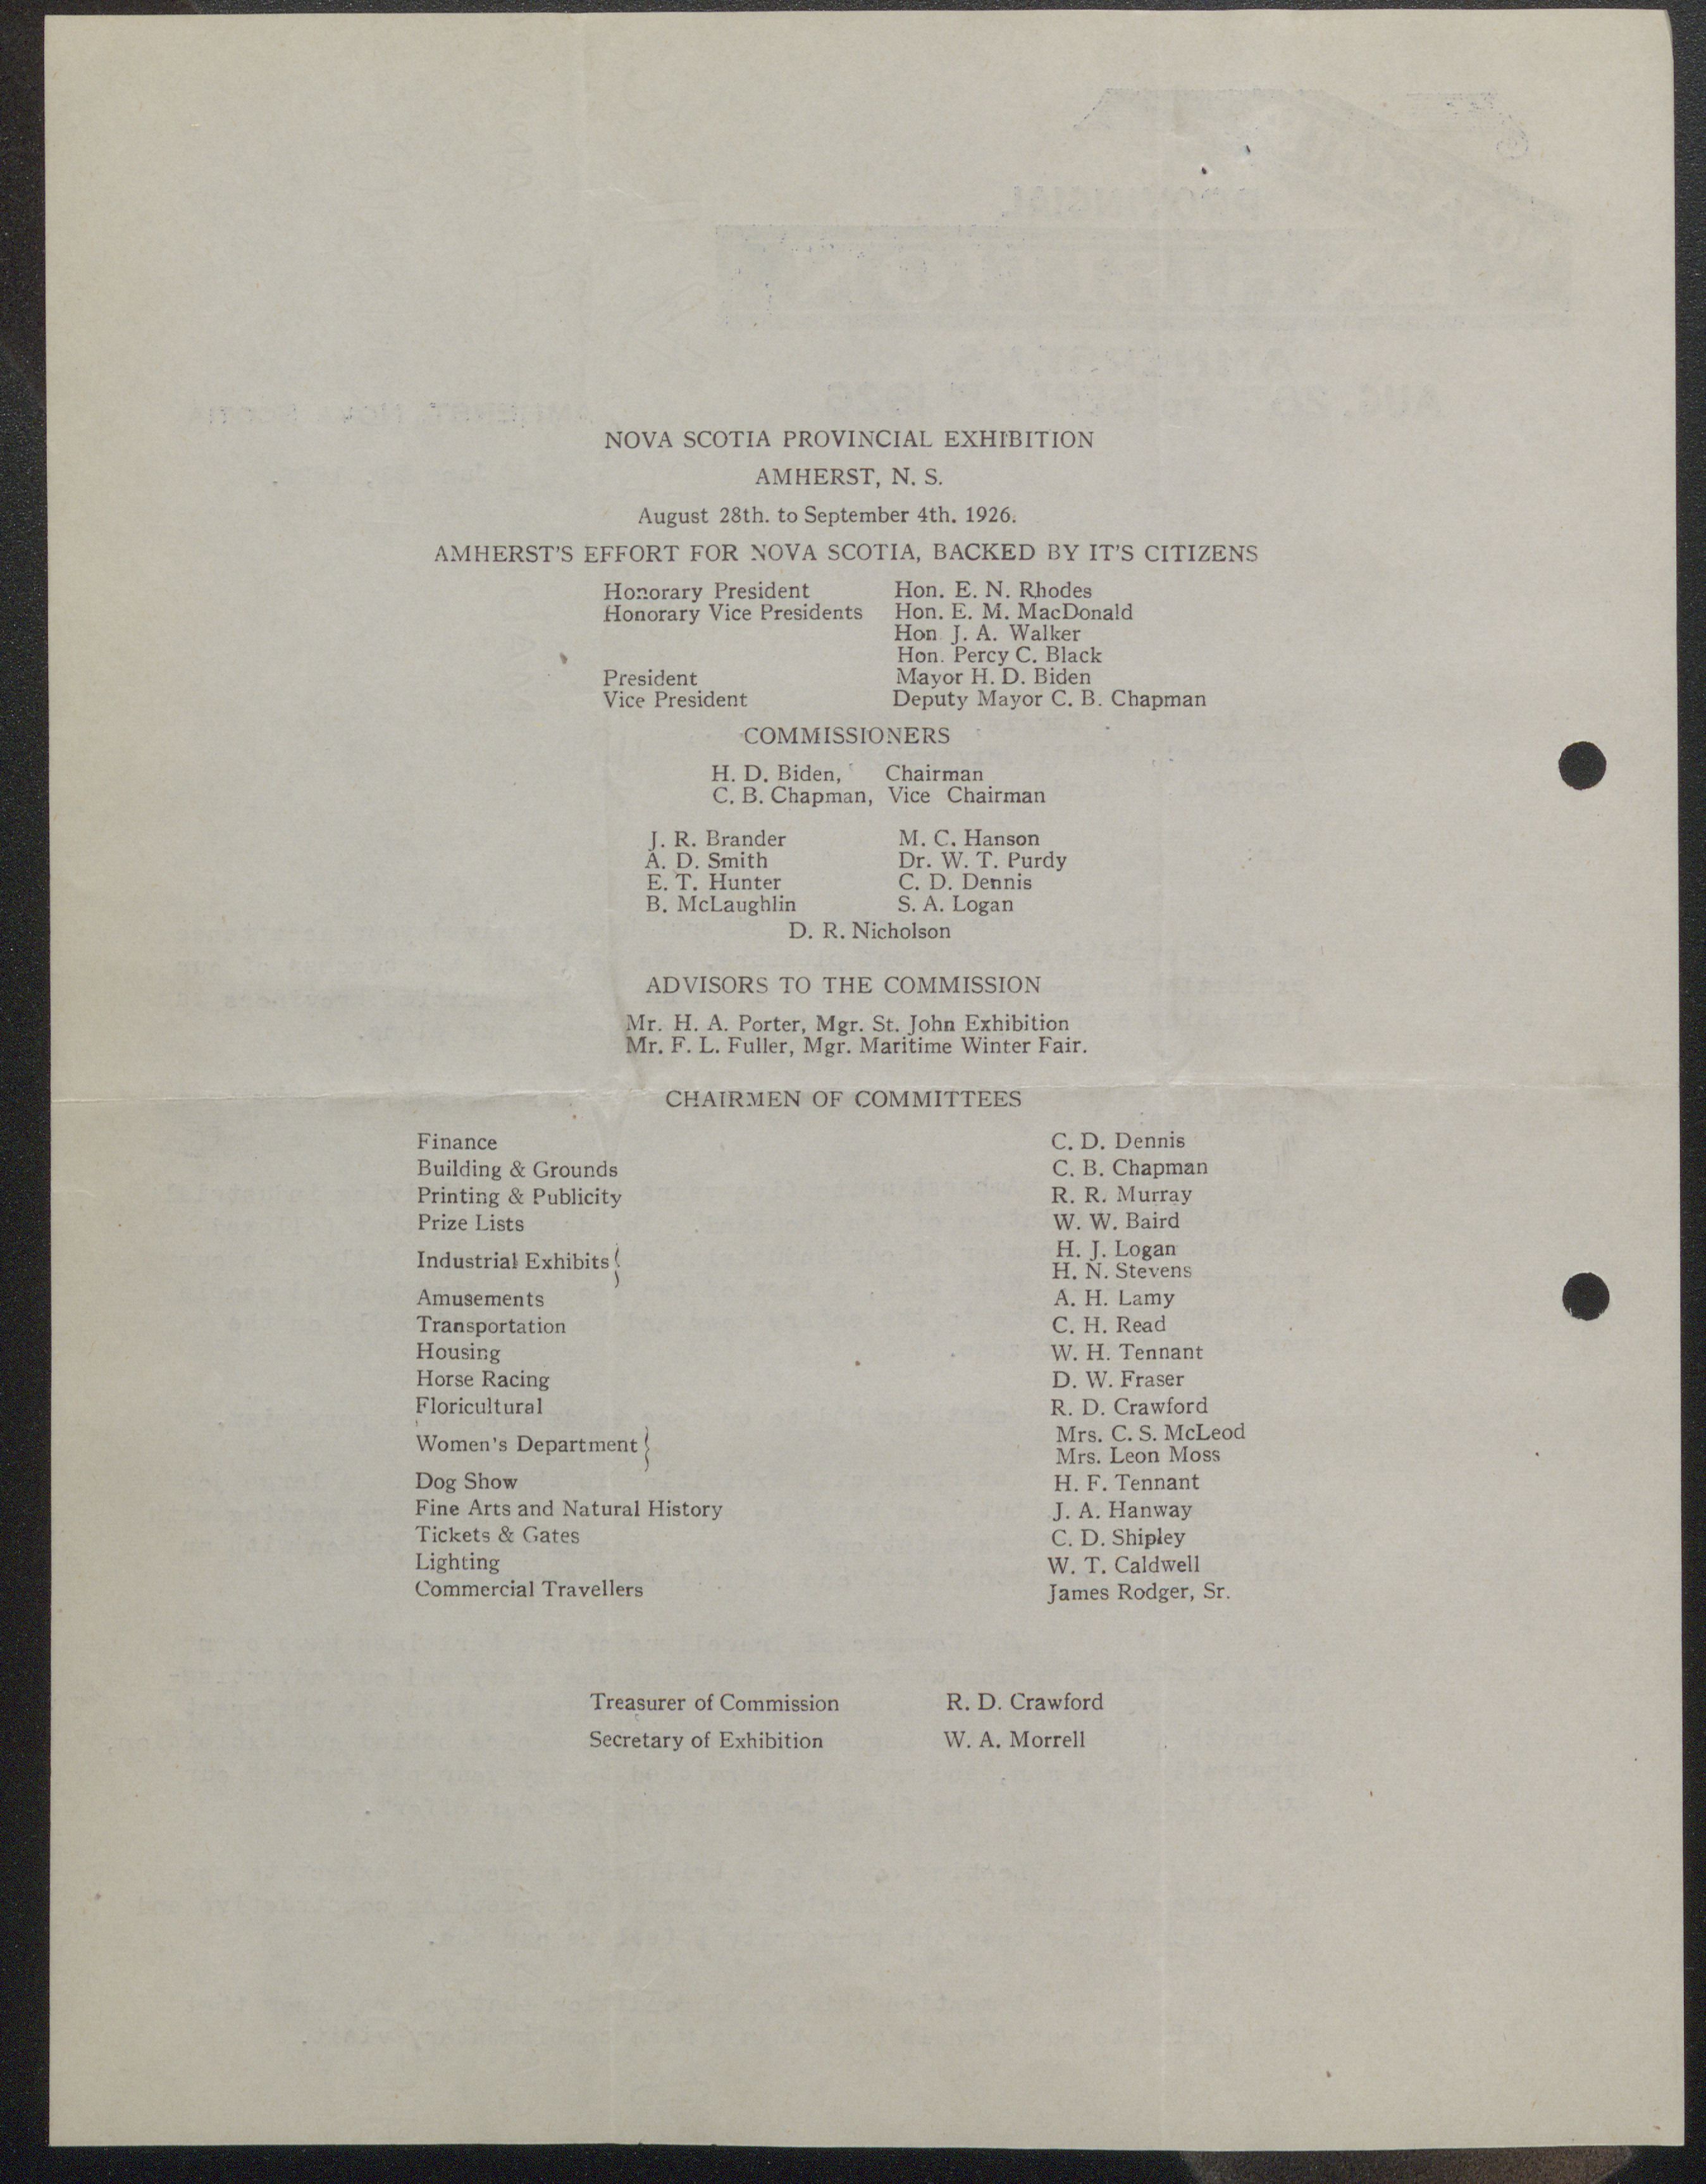 NOVA SCOTIA PROVINCIAL EXHIBITION
AMHERST, N. S.
August 28th. to September 4th. 1926.
AMHERST'S EFFORT FOR NOVA SCOTIA, BACKED BY IT'S CITIZENS
Honorary President Hon. E. N. Rhodes
Honorary Vice Presidents Hon. E. M. MacDonald
Hon. J. A. Walker
Hon. Percy C. Black
President Mayor H. D. Biden
Vice President Deputy Mayor C. B. Chapman
COMMISSIONERS
H. D. Biden, Chairman
C. B. Chapman, Vice Chairman
J. R. Brander M. C. Hanson
A. D. Smith Dr. W. T. Purdy
E. T. Hunter C. D. Dennis
B. McLaughlin S. A. Logan
D. R. Nicholson
ADVISORS TO THE COMMISSION
Mr. H. A. Porter, Mgr. St. John Exhibition
Mr. F. L. Fuller, Mgr. Maritime Winter Fair.
CHAIRMEN OF COMMITTEES
Finance C. D. Dennis
Building & Grounds C. B. Chapman
Printing & Publicity R. R. Murray
Prize Lists W. W. Baird
Industrial Exhibits H. J. Logan
H. N. Stevens
Amusements A. H. Lamy
Transportation C. H. Read
Housing W. H. Tennant
Horse Racing D. W. Fraser
Floricultural R. D. Crawford
Women's Department Mrs. C. S. McLeod
Mrs. Leon Moss
Dog Show H. F. Tennant
Fine Arts and Natural History J. A. Hanway
Tickets & Gates C. D. Shipley
Lighting W. T. Caldwell
Commercial Travellers James Rodger, Sr.
Treasurer of Commission R. D. Crawford
Secretary of Exhibition W. A. Morrell